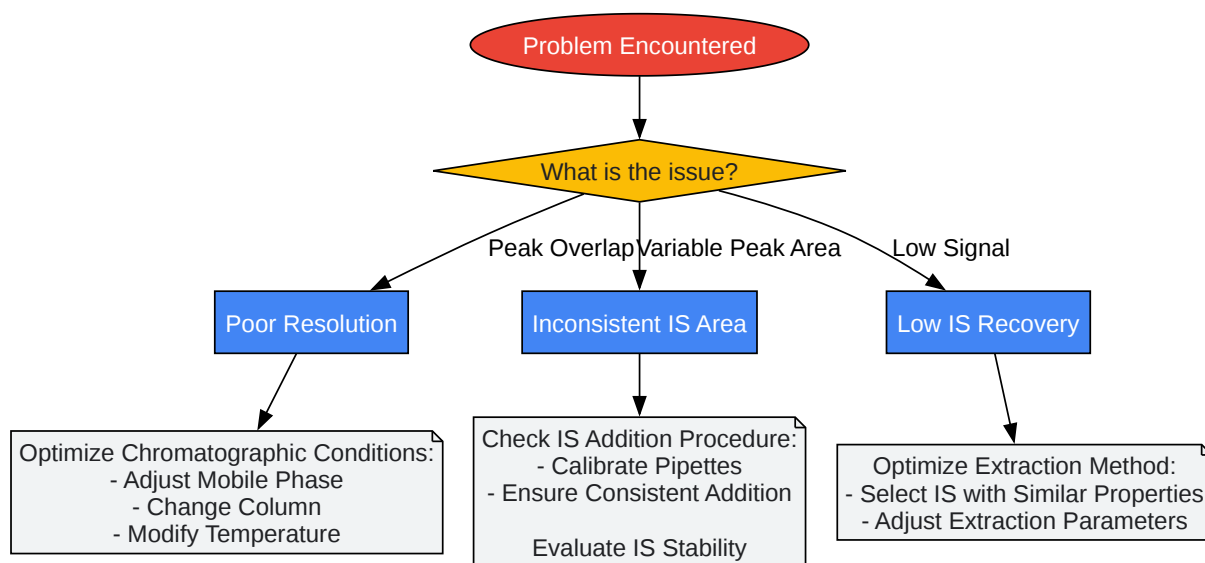 Problem Encountered
What is the issue?
Peak Overlap
Variable Peak Area
Low Signal
Poor Resolution
Inconsistent IS Area
Low IS Recovery
Optimize Chromatographic Conditions:
- Adjust Mobile Phase
- Change Column
- Modify Temperature
Check IS Addition Procedure:
- Calibrate Pipettes
- Ensure Consistent Addition
Evaluate IS Stability
Optimize Extraction Method:
- Select IS with Similar Properties
- Adjust Extraction Parameters